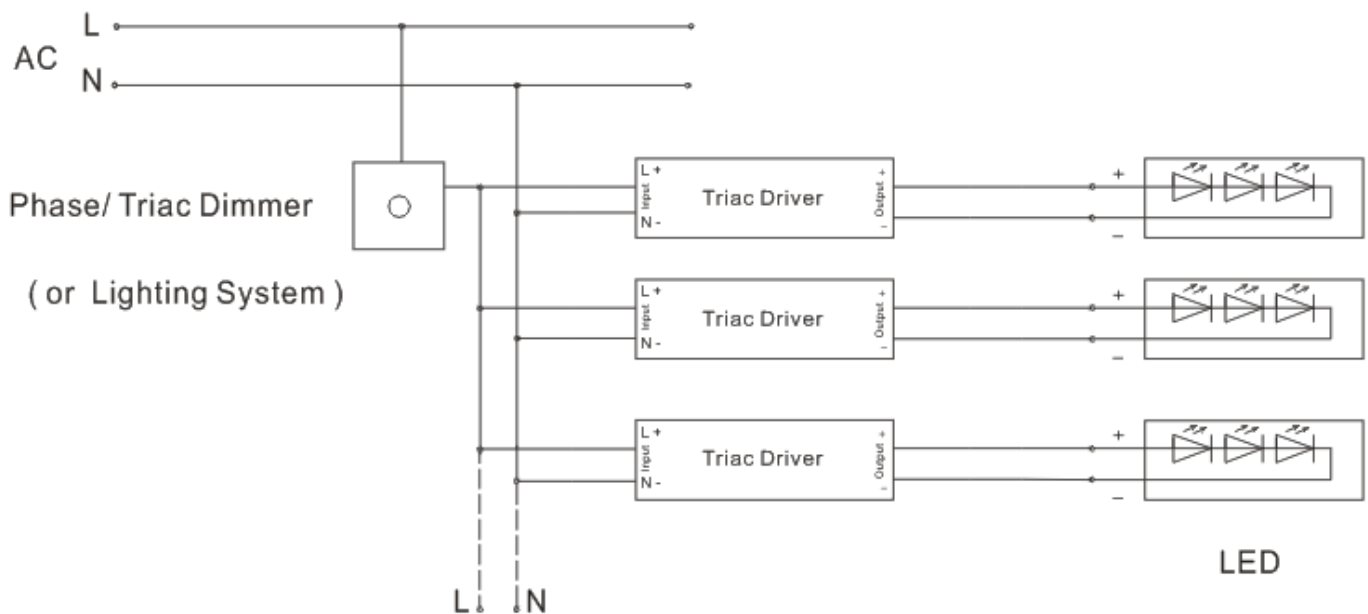 L
AC
N
Phase/ Triac Dimmer
( or Lighting System )
L +
Input
N -
Triac Driver
Output
+
-
+
-
L +
Input
N -
Triac Driver
Output
+
-
+
-
L +
Input
N -
Triac Driver
Output
+
-
+
-
LED
L
N